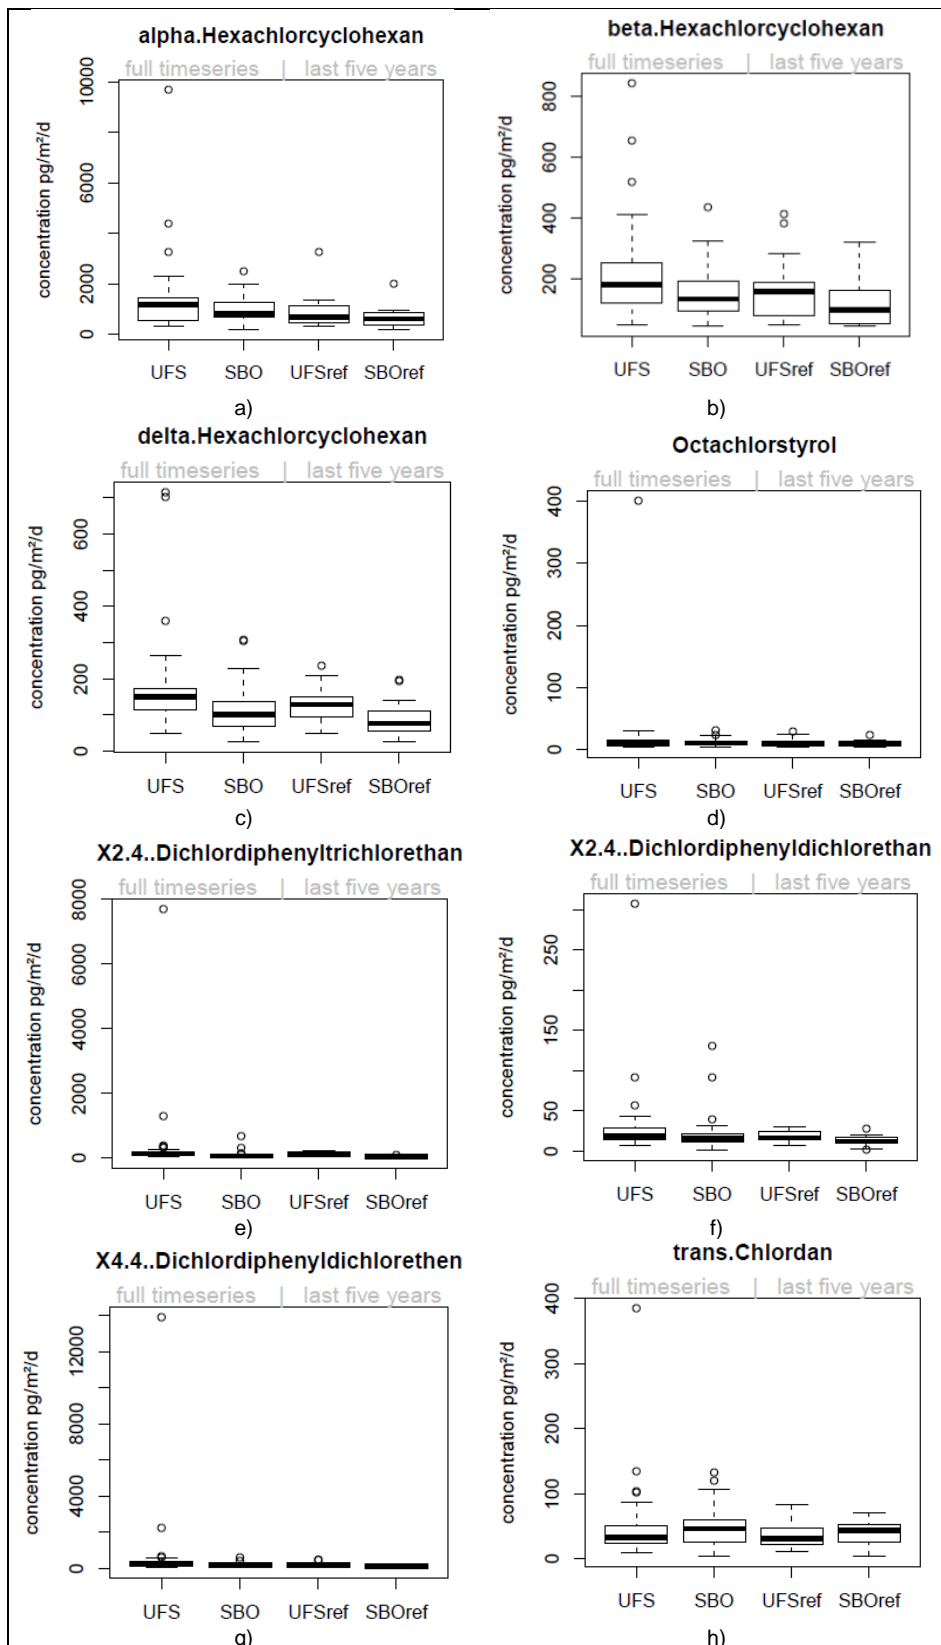 alpha.Hexachlorcyclohexan
full timeseries | last five years
concentration pg/m²/d
10000
6000
2000
0
UFS SBO UFSref SBOref
a)
beta.Hexachlorcyclohexan
full timeseries | last five years
concentration pg/m²/d
800
600
400
200
UFS SBO UFSref SBOref
b)
delta.Hexachlorcyclohexan
full timeseries | last five years
concentration pg/m²/d
600
400
200
0
UFS SBO UFSref SBOref
c)
Octachlorstyrol
full timeseries | last five years
concentration pg/m²/d
400
300
200
100
0
UFS SBO UFSref SBOref
d)
X2.4..Dichlordiphenyltrichlorethan
full timeseries | last five years
concentration pg/m²/d
8000
6000
4000
2000
0
UFS SBO UFSref SBOref
e)
X2.4..Dichlordiphenyldichlorethan
full timeseries | last five years
concentration pg/m²/d
250
150
50
0
UFS SBO UFSref SBOref
f)
X4.4..Dichlordiphenyldichlorethen
full timeseries | last five years
concentration pg/m²/d
12000
8000
4000
0
UFS SBO UFSref SBOref
g)
trans.Chlordan
full timeseries | last five years
concentration pg/m²/d
400
300
200
100
0
UFS SBO UFSref SBOref
h)